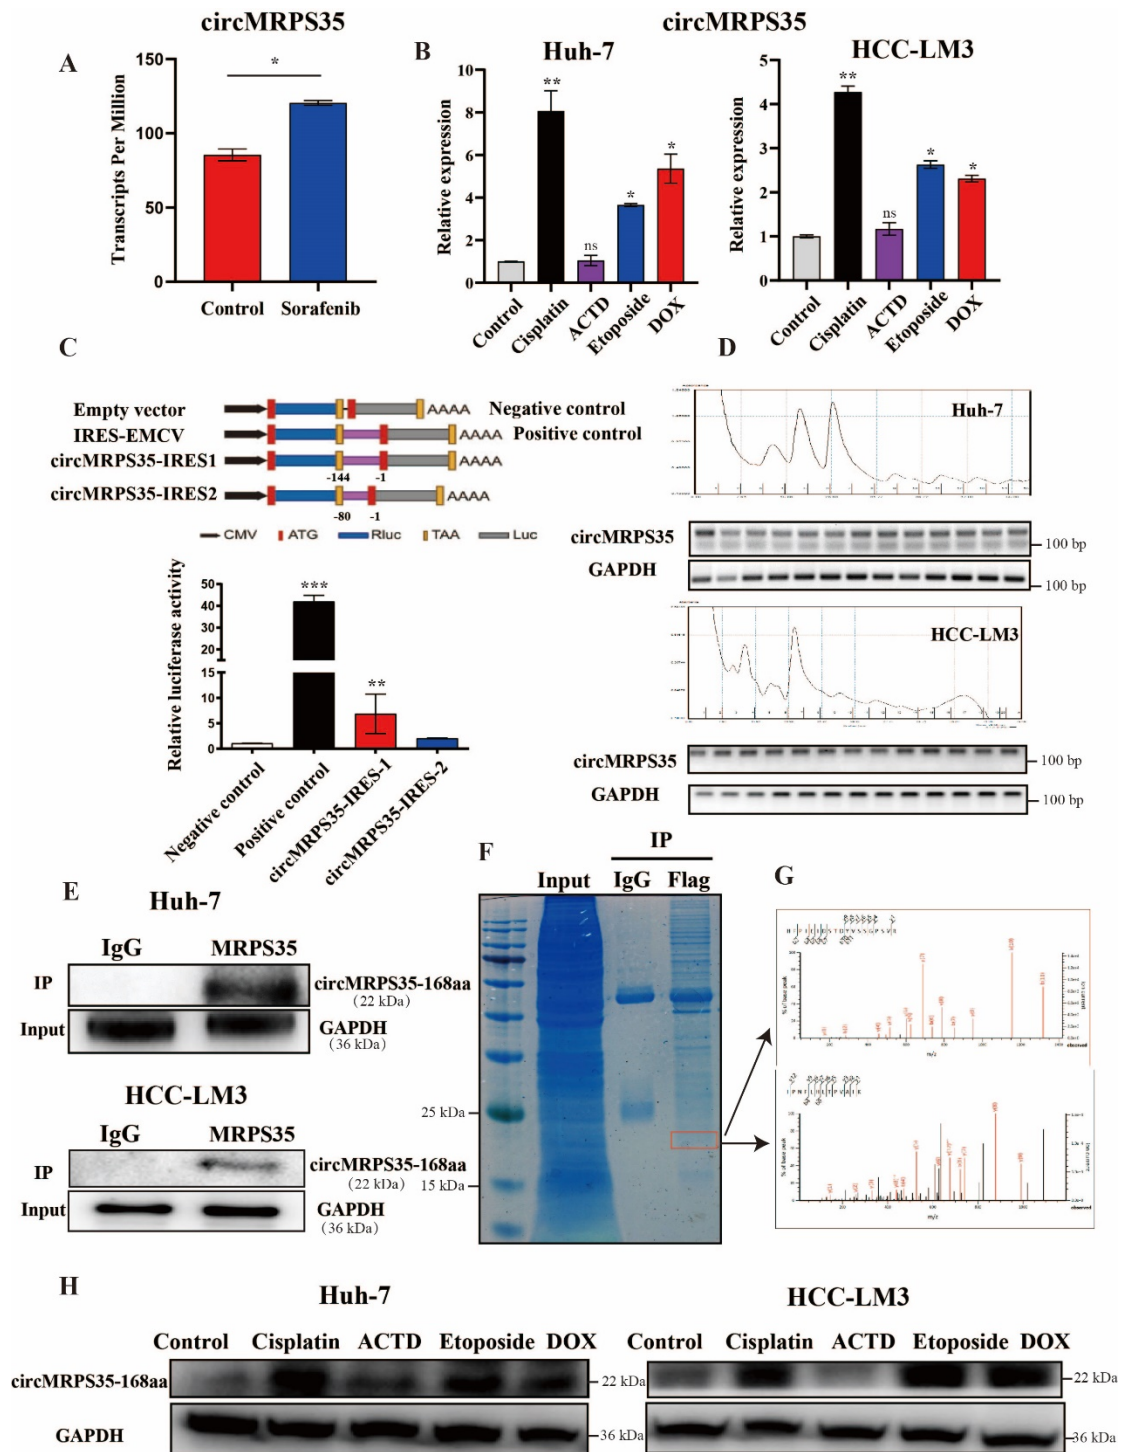 circMRPS35
A
150
100
50
0
Transcripts Per Million
*
Control
Sorafenib
circMRPS35
B
Huh-7
10
8
6
4
2
0
Relative expression
**
ns
*
*
Control
Cisplatin
ACTD
Etoposide
DOX
HCC-LM3
5
4
3
2
1
0
Relative expression
**
ns
*
*
Control
Cisplatin
ACTD
Etoposide
DOX
C
Empty vector AAAA Negative control
IRES-EMCV AAAA Positive control
circMRPS35-IRES1 AAAA
-144 -1
circMRPS35-IRES2 AAAA
-80 -1
CMV ATG Rluc TAA Luc
50
40
30
20
15
10
5
0
Relative luciferase activity
***
**
Negative control
Positive control
circMRPS35-IRES-1
circMRPS35-IRES-2
D
Huh-7
circMRPS35
100 bp
GAPDH
100 bp
HCC-LM3
circMRPS35
100 bp
GAPDH
100 bp
E
Huh-7
IgG MRPS35
IP circMRPS35-168aa
(22 kDa)
Input GAPDH
(36 kDa)
HCC-LM3
IgG MRPS35
IP circMRPS35-168aa
(22 kDa)
Input GAPDH
(36 kDa)
F
IP
Input IgG Flag
25 kDa
15 kDa
G
% of base peak
m/z
observed
% of base peak
m/z
observed
H
Huh-7
Control Cisplatin ACTD Etoposide DOX
circMRPS35-168aa
22 kDa
GAPDH
36 kDa
HCC-LM3
Control Cisplatin ACTD Etoposide DOX
22 kDa
36 kDa